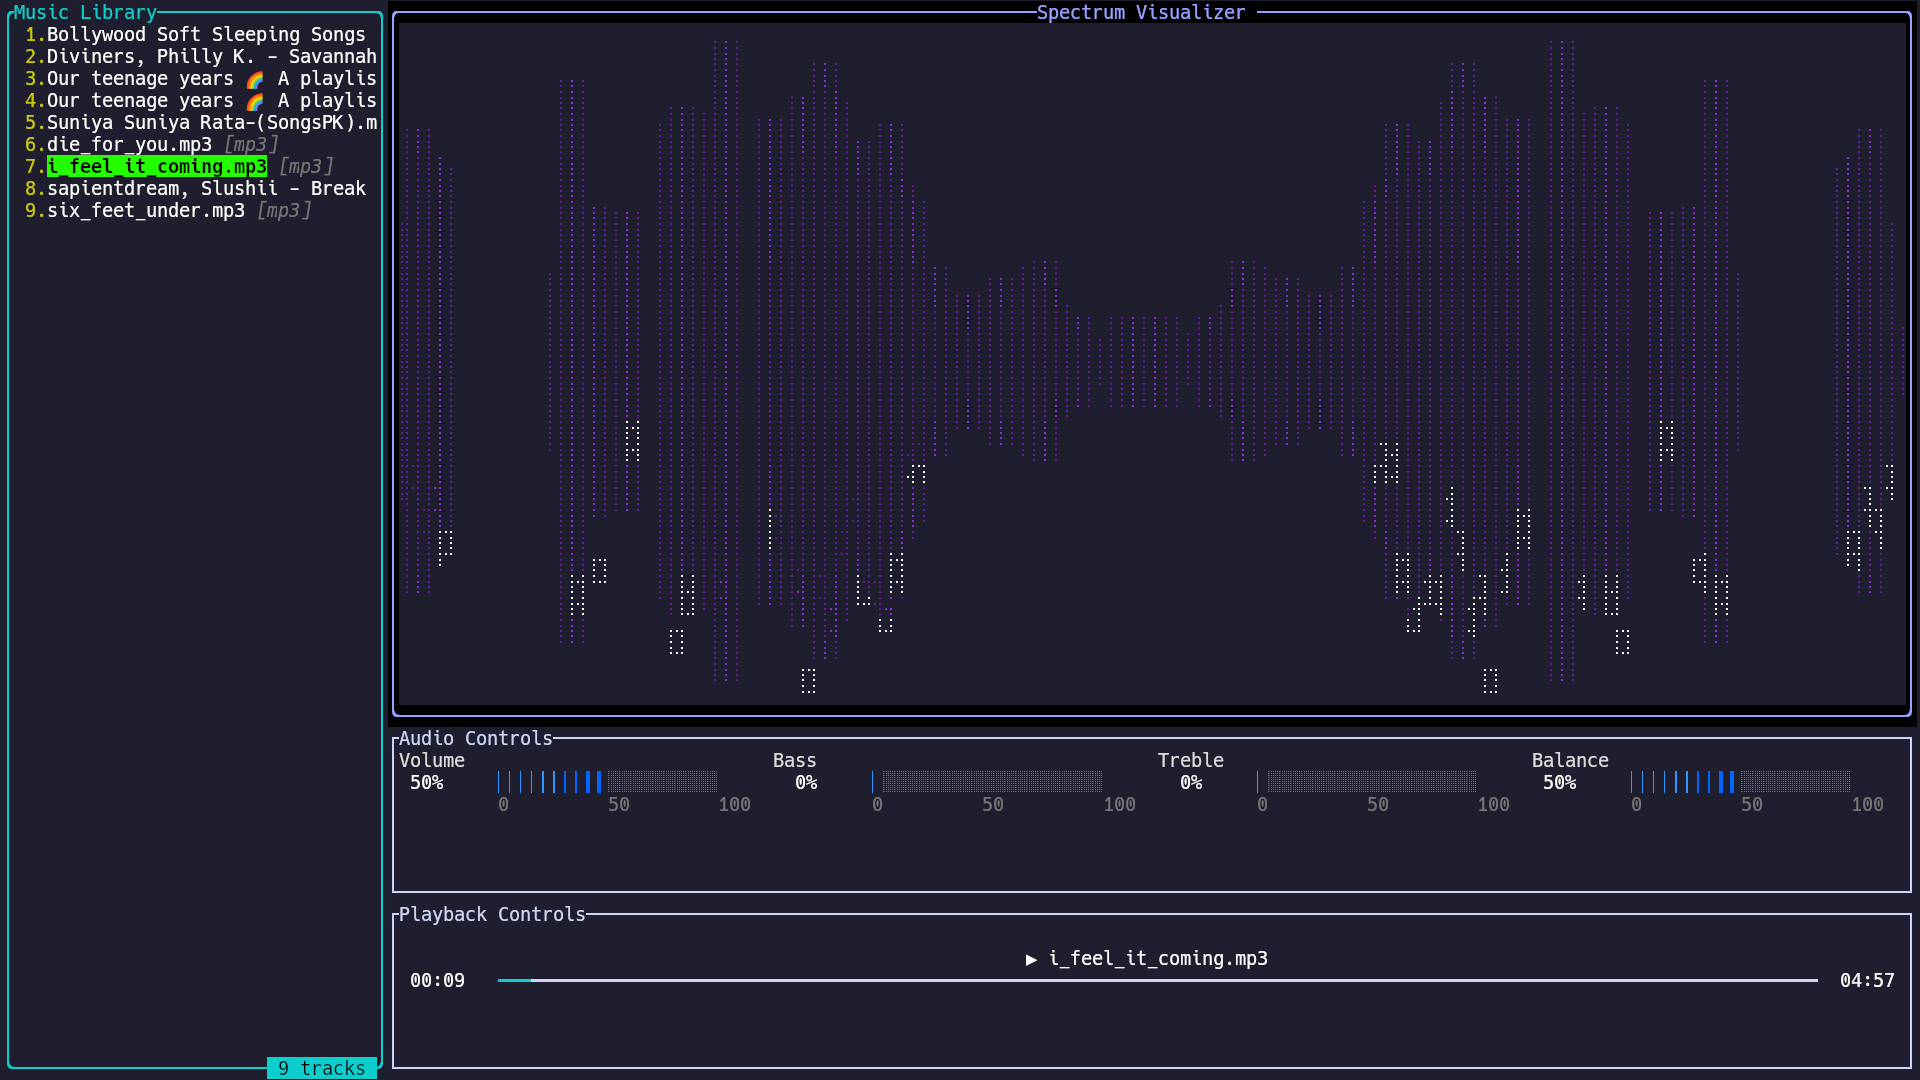 Music Library
1.Bollywood Soft Sleeping Songs
2.Diviners, Philly K. - Savannah
3.Our teenage years 🌈 A playlis
4.Our teenage years 🌈 A playlis
5.Suniya Suniya Rata-(SongsPK).m
6.die_for_you.mp3 [mp3]
7.i_feel_it_coming.mp3 [mp3]
8.sapientdream, Slushii - Break
9.six_feet_under.mp3 [mp3]
9 tracks
Spectrum Visualizer
Audio Controls
Volume Bass Treble Balance
50% 0% 0% 50%
0 50 100 0 50 100 0 50 100 0 50 100
Playback Controls
▶ i_feel_it_coming.mp3
00:09 04:57